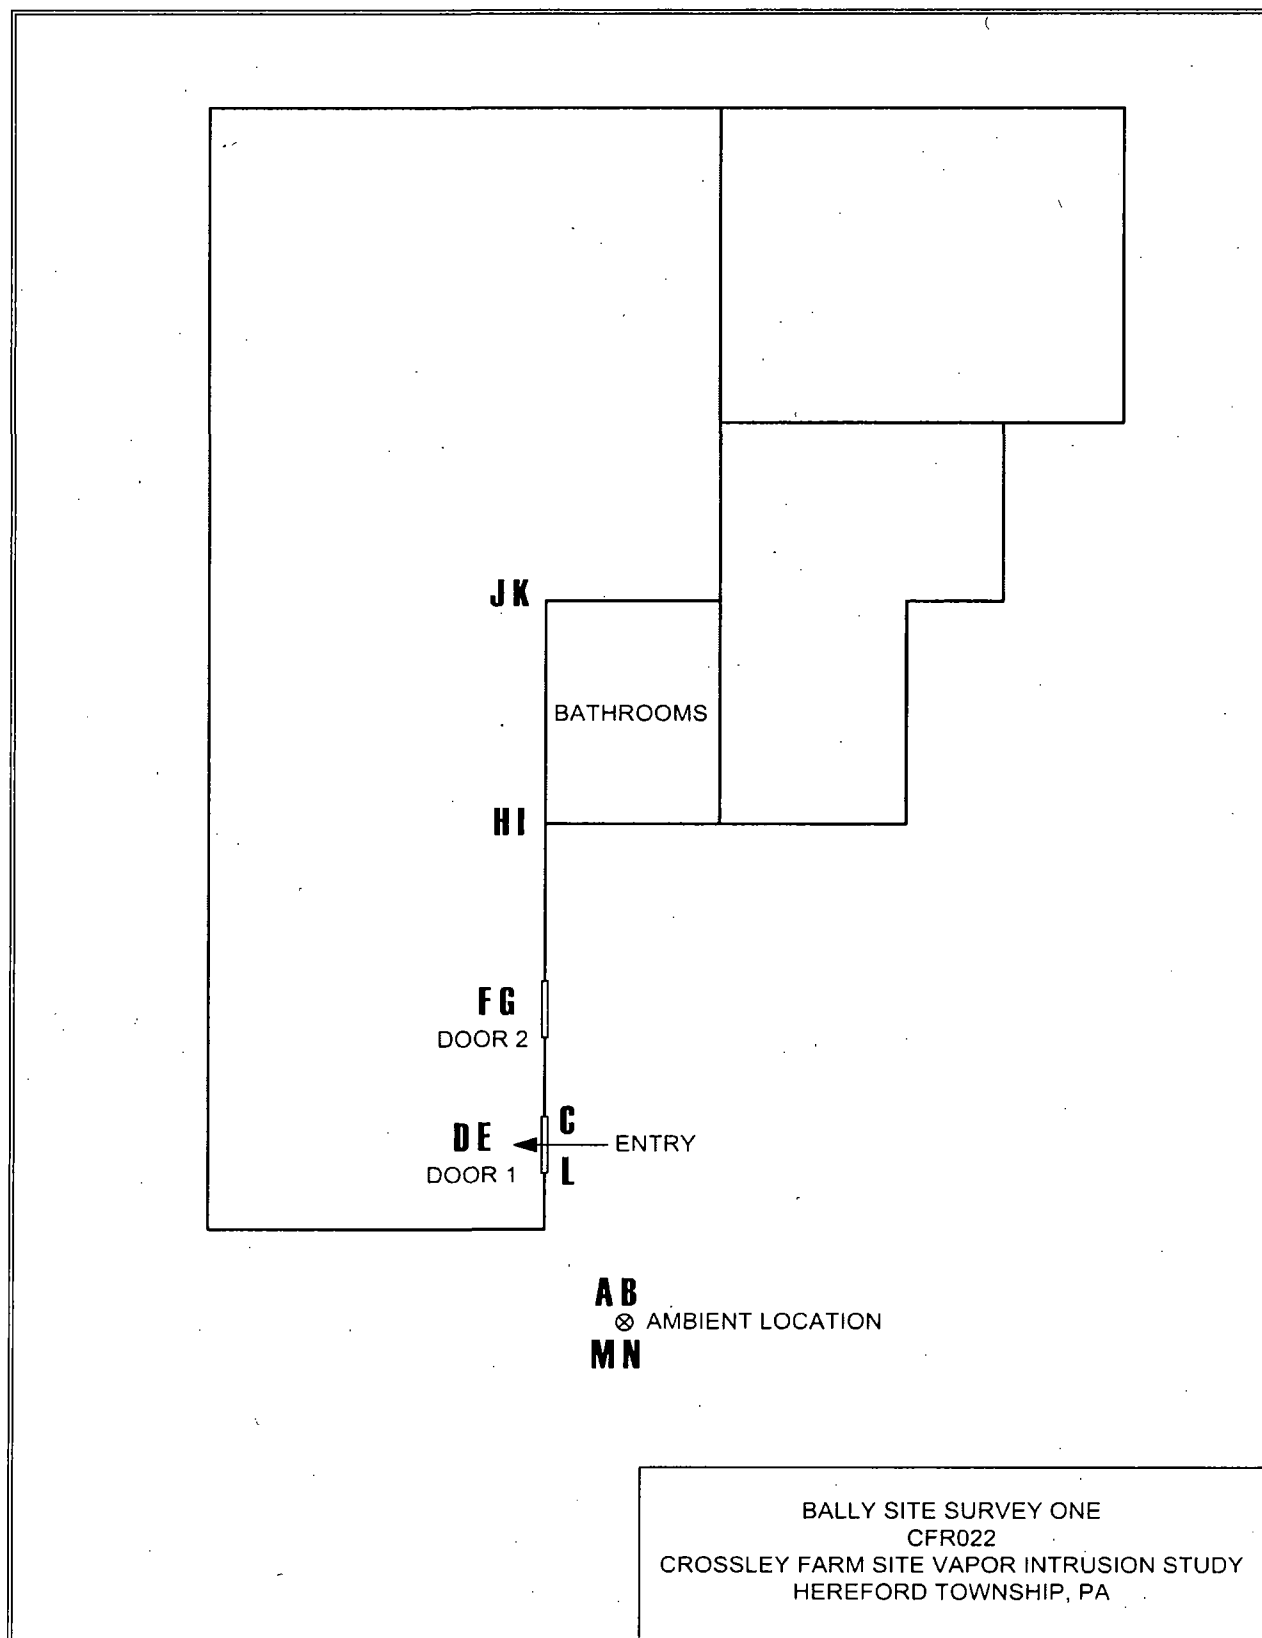 JK
BATHROOMS
HI
FG
DOOR 2
C
DE
ENTRY
DOOR 1
L
AB
AMBIENT LOCATION
MN
BALLY SITE SURVEY ONE
CFR022
CROSSLEY FARM SITE VAPOR INTRUSION STUDY
HEREFORD TOWNSHIP, PA